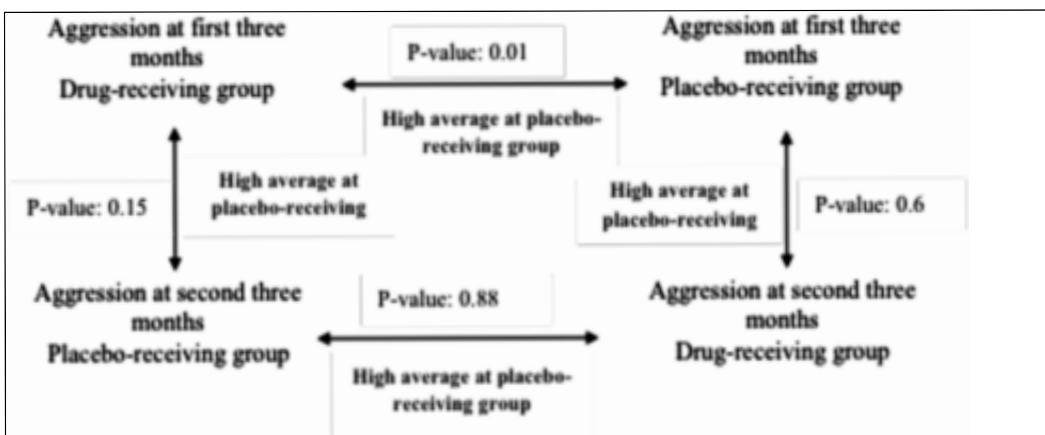 Aggression at first three
months
Drug-receiving group
P-value: 0.01
High average at placebo-
receiving group
Aggression at first three
months
Placebo-receiving group
P-value: 0.15
High average at
placebo-receiving
High average at
placebo-receiving
P-value: 0.6
Aggression at second three
months
Placebo-receiving group
P-value: 0.88
High average at placebo-
receiving group
Aggression at second three
months
Drug-receiving group